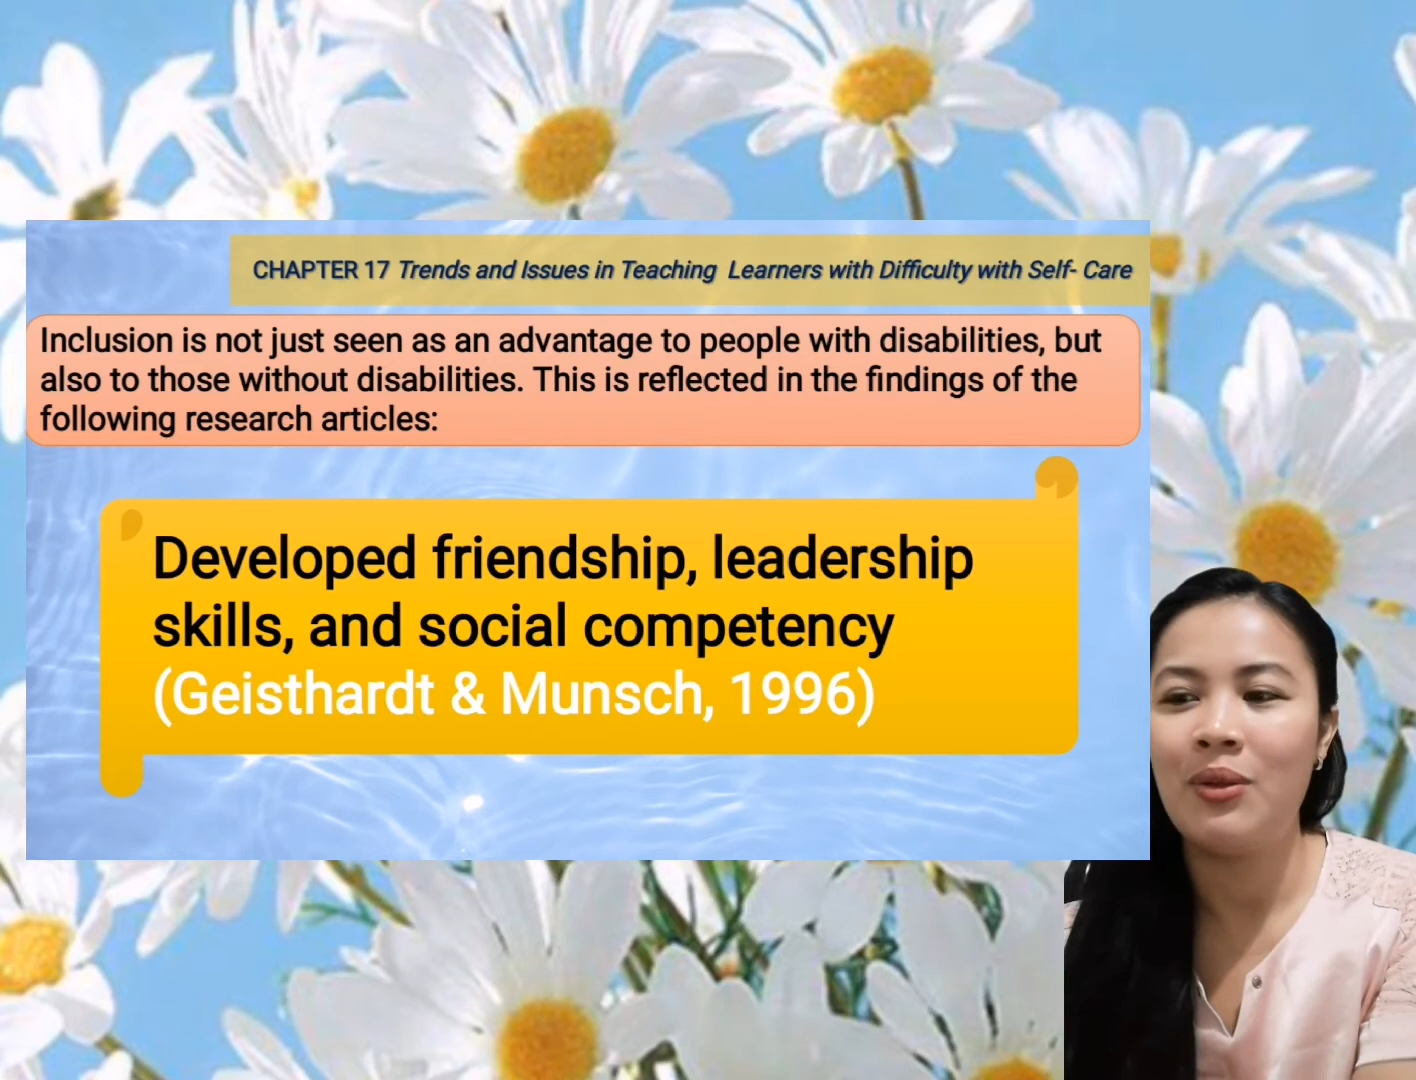 CHAPTER 17 Trends and Issues in Teaching Learners with Difficulty with Self- Care
Inclusion is not just seen as an advantage to people with disabilities, but
also to those without disabilities. This is reflected in the findings of the
following research articles:
Developed friendship, leadership
skills, and social competency
(Geisthardt & Munsch, 1996)